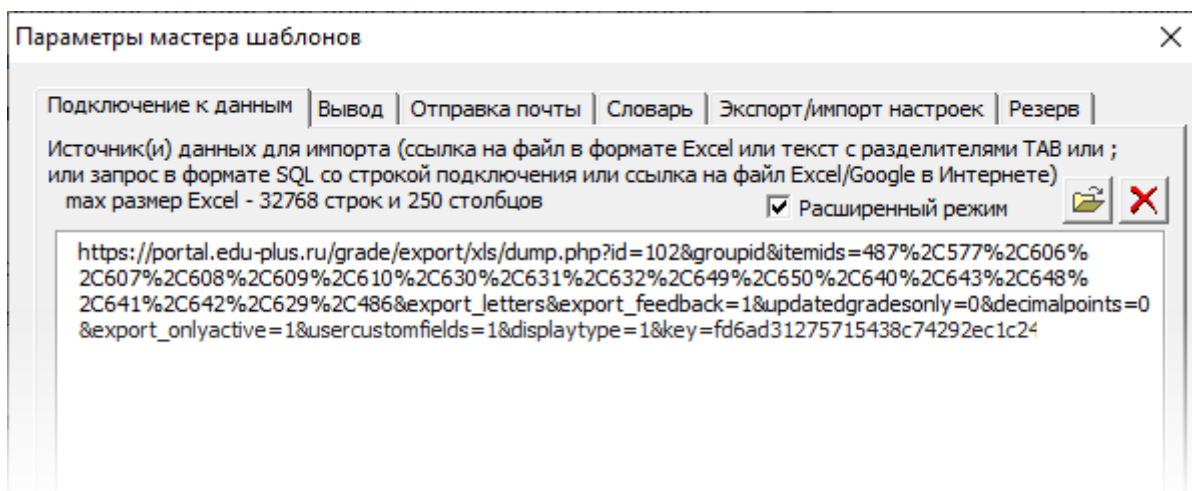 Параметры мастера шаблонов
Подключение к данным Вывод Отправка почты Словарь Экспорт/импорт настроек Резерв
Источник(и) данных для импорта (ссылка на файл в формате Excel или текст с разделителями TAB или ;
или запрос в формате SQL со строкой подключения или ссылка на файл Excel/Google в Интернете)
max размер Excel - 32768 строк и 250 столбцов Расширенный режим
https://portal.edu-plus.ru/grade/export/xls/dump.php?id=102&groupid&itemids=487%2C577%2C606%
2C607%2C608%2C609%2C610%2C630%2C631%2C632%2C649%2C650%2C640%2C643%2C648%
2C641%2C642%2C629%2C486&export_letters&export_feedback=1&updatedgradesonly=0&decimalpoints=0
&export_onlyactive=1&usercustomfields=1&displaytype=1&key=fd6ad31275715438c74292ec1c24